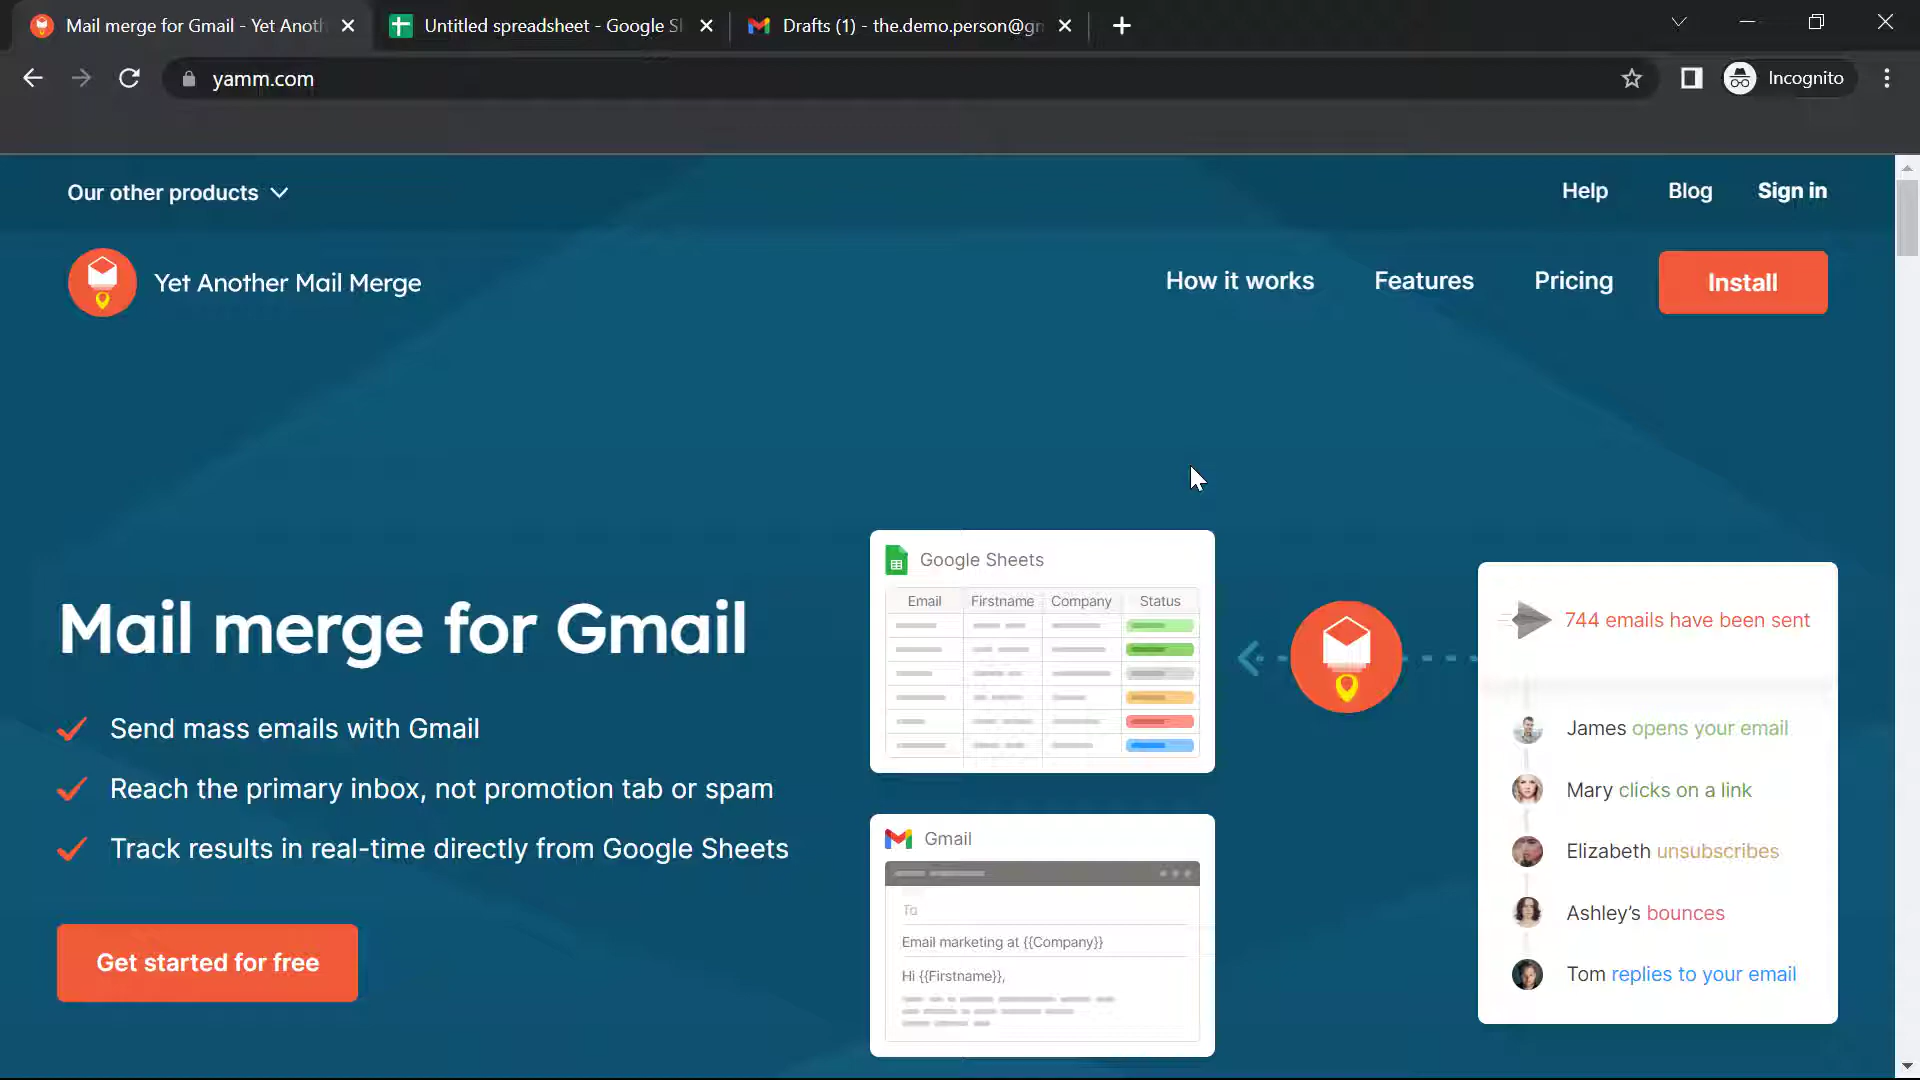 Mail merge for Gmail - Yet Anoth
Untitled spreadsheet - Google Sh
Drafts (1) - the.demo.person@gm
yamm.com
Incognito
Our other products
Help
Blog
Sign in
Yet Another Mail Merge
How it works
Features
Pricing
Install
Mail merge for Gmail
Send mass emails with Gmail
Reach the primary inbox, not promotion tab or spam
Track results in real-time directly from Google Sheets
Get started for free
Google Sheets
Email Firstname Company Status
Gmail
To
Email marketing at {{Company}}
Hi {{Firstname}},
744 emails have been sent
James opens your email
Mary clicks on a link
Elizabeth unsubscribes
Ashley's bounces
Tom replies to your email